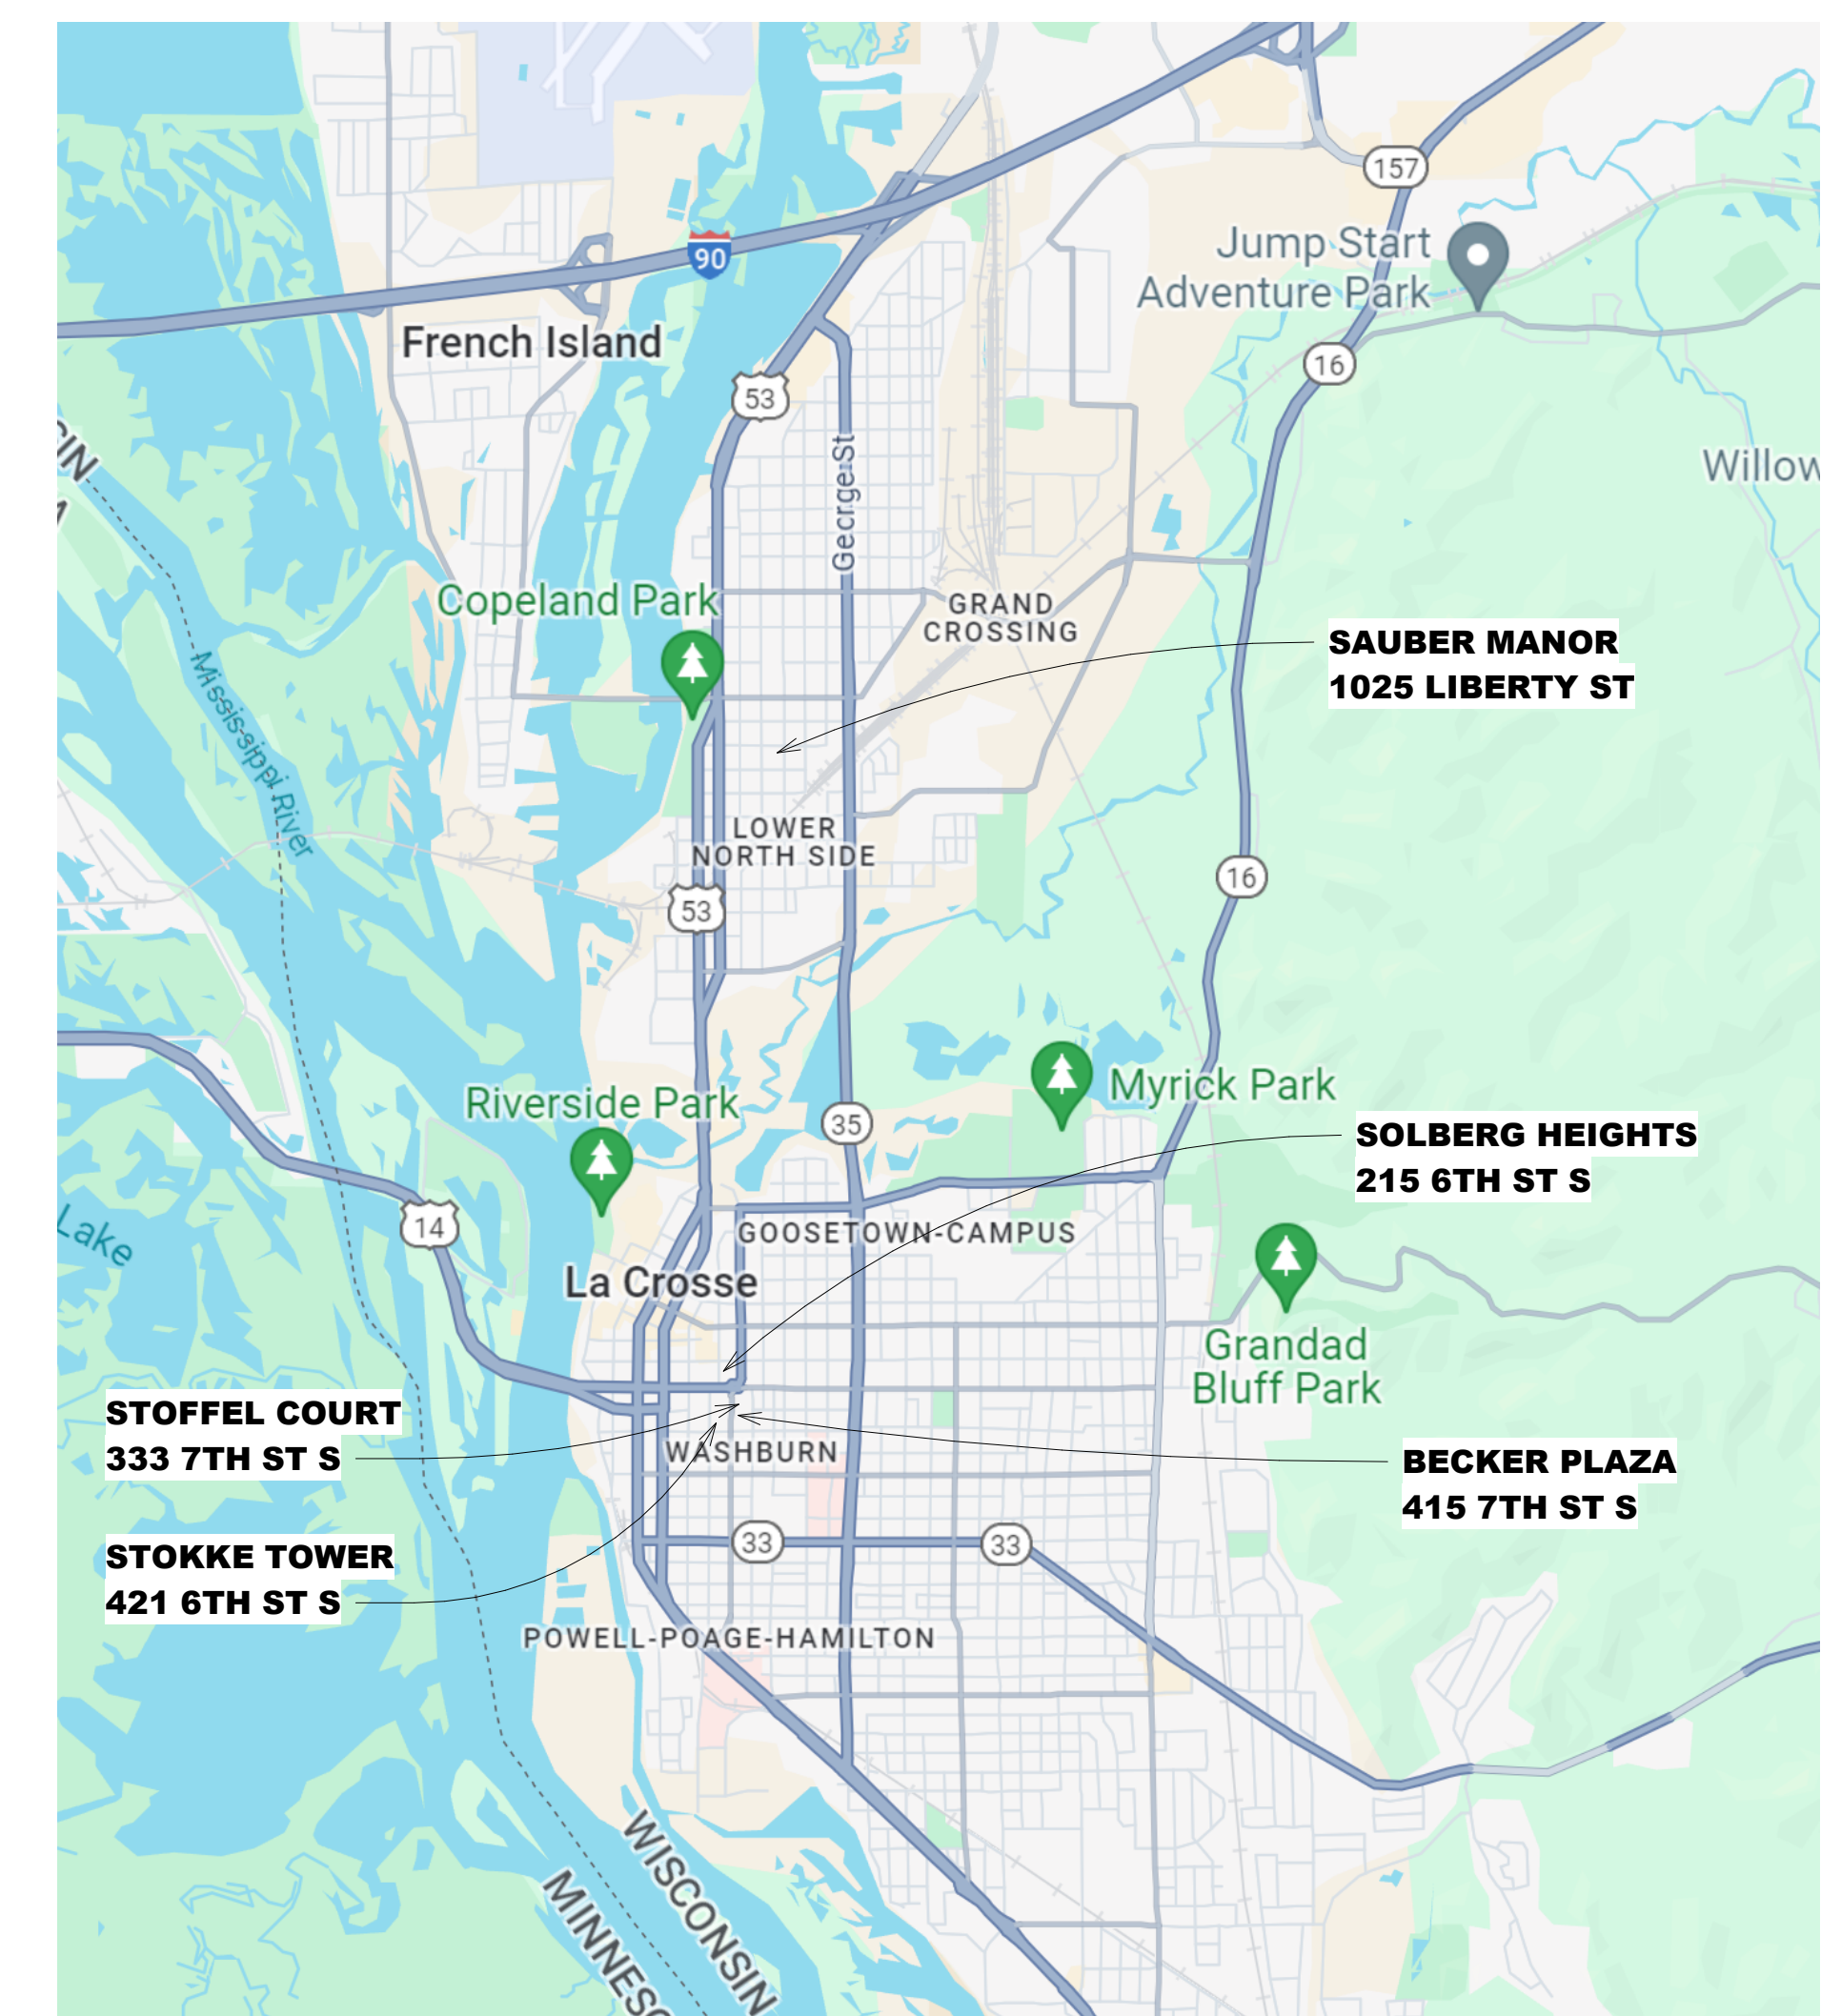 157
Jump Start
Adventure Park
90
French Island
16
53
George St
Willow
Copeland Park
GRAND
CROSSING
SAUBER MANOR
1025 LIBERTY ST
Mississippi River
LOWER
NORTH SIDE
16
53
Myrick Park
Riverside Park
35
SOLBERG HEIGHTS
215 6TH ST S
Lake
14
GOOSETOWN-CAMPUS
La Crosse
Grandad
Bluff Park
STOFFEL COURT
333 7TH ST S
WASHBURN
BECKER PLAZA
415 7TH ST S
33
33
STOKKE TOWER
421 6TH ST S
POWELL-POAGE-HAMILTON
WISCONSIN